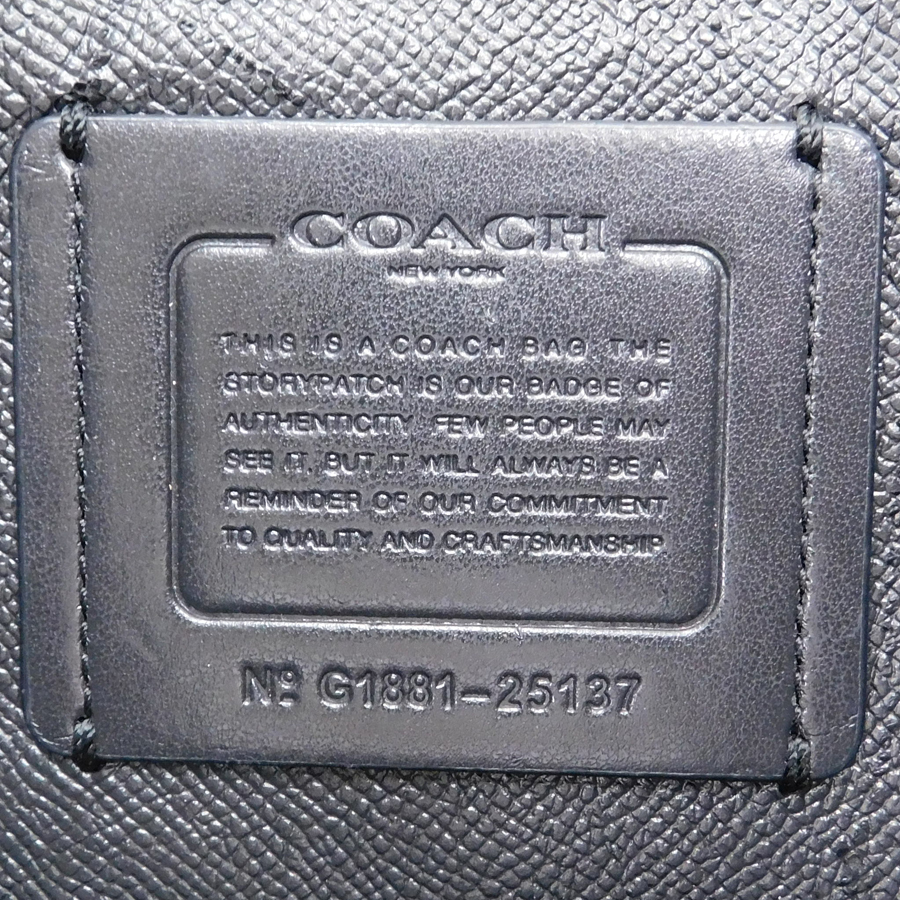 COACH
NEW YORK
THIS IS A COACH BAG. THE
STORYPATCH IS OUR BADGE OF
AUTHENTICITY. FEW PEOPLE MAY
SEE IT, BUT IT WILL ALWAYS BE A
REMINDER OF OUR COMMITMENT
TO QUALITY AND CRAFTSMANSHIP.
Nº G1881-25137